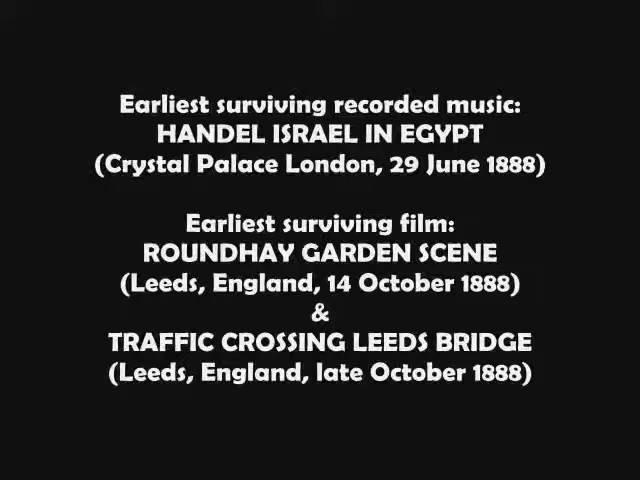 Earliest surviving recorded music:
HANDEL ISRAEL IN EGYPT
(Crystal Palace London, 29 June 1888)
Earliest surviving film:
ROUNDHAY GARDEN SCENE
(Leeds, England, 14 October 1888)
&
TRAFFIC CROSSING LEEDS BRIDGE
(Leeds, England, late October 1888)